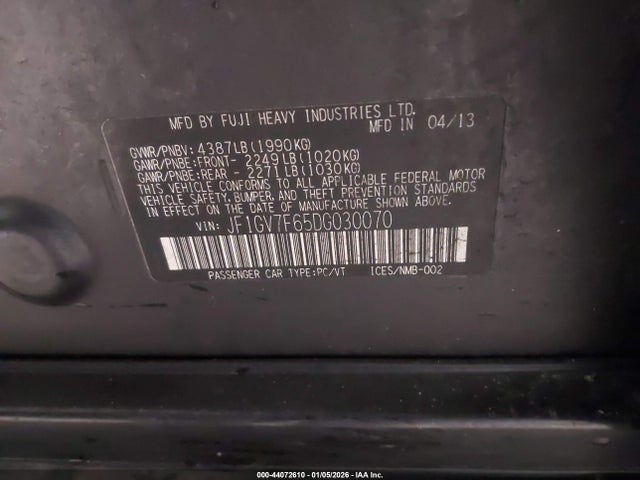 MFD BY FUJI HEAVY INDUSTRIES LTD.
MFD IN 04/13
GVWR/PNBV: 4387LB(1990KG)
GAWR/PNBE:FRONT- 2249LB(1020KG)
GAWR/PNBE:REAR - 2271LB(1030KG)
THIS VEHICLE CONFORMS TO ALL APPLICABLE FEDERAL MOTOR
VEHICLE SAFETY, BUMPER, AND THEFT PREVENTION STANDARDS
IN EFFECT ON THE DATE OF MANUFACTURE SHOWN ABOVE.
VIN: JF1GV7F65DG030070
PASSENGER CAR TYPE:PC/VT ICES/NMB-002
000-44072610 - 01/05/2026 - IAA Inc.